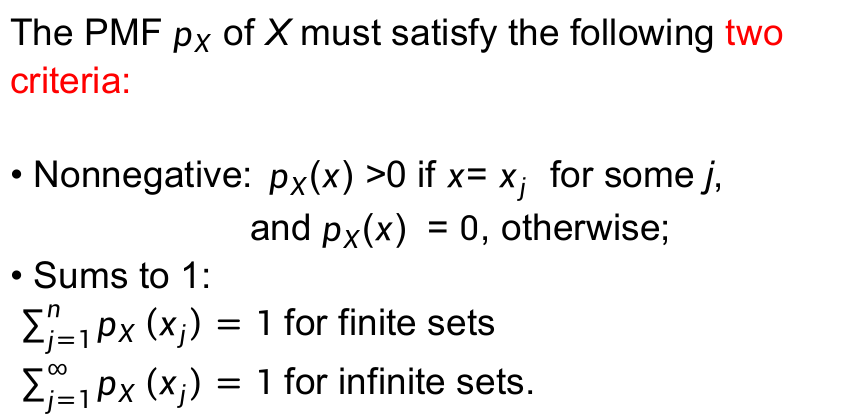 The PMF pX of X must satisfy the following two
criteria:
• Nonnegative: pX(x) >0 if x= xj for some j,
and pX(x) = 0, otherwise;
• Sums to 1:
∑ⁿj=1 pX (xj) = 1 for finite sets
∑∞j=1 pX (xj) = 1 for infinite sets.